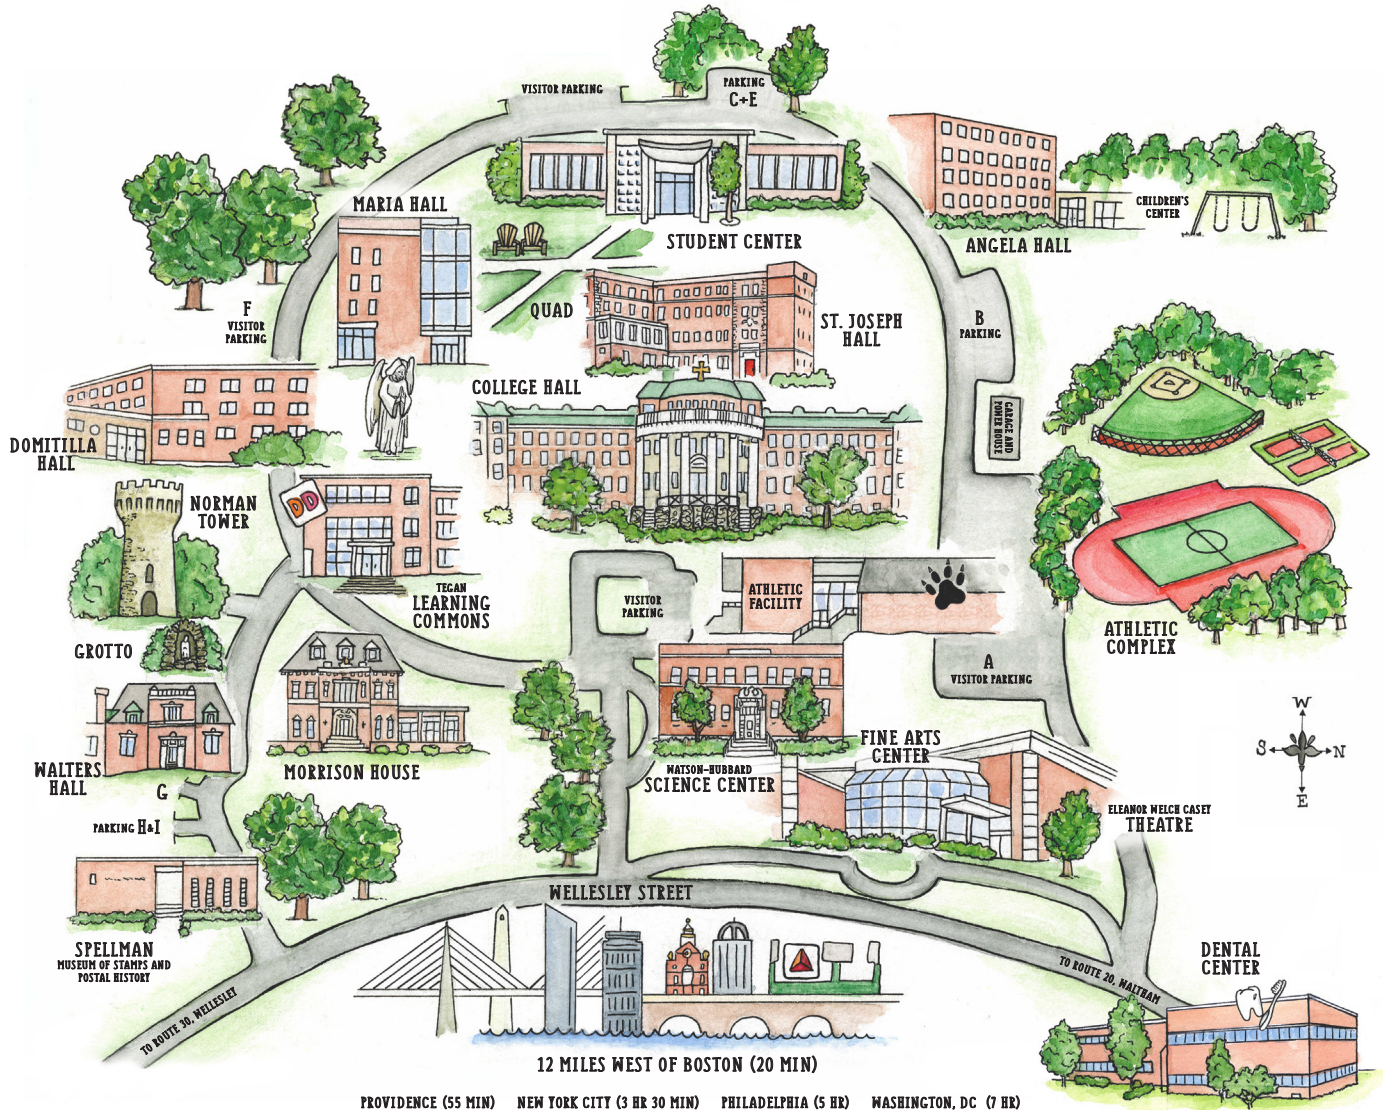 VISITOR PARKING
PARKING
C+E
MARIA HALL
STUDENT CENTER
CHILDREN'S
CENTER
ANGELA HALL
F
VISITOR
PARKING
QUAD
ST. JOSEPH
HALL
B
PARKING
COLLEGE HALL
GARAGE AND
POWER HOUSE
DOMITILLA
HALL
NORMAN
TOWER
DD
TEGAN
LEARNING
COMMONS
VISITOR
PARKING
ATHLETIC
FACILITY
ATHLETIC
COMPLEX
GROTTO
A
VISITOR PARKING
W
S
N
E
WALTERS
HALL
MORRISON HOUSE
WATSON-HUBBARD
SCIENCE CENTER
FINE ARTS
CENTER
G
PARKING H&I
ELEANOR WELCH CASEY
THEATRE
WELLESLEY STREET
SPELLMAN
MUSEUM OF STAMPS AND
POSTAL HISTORY
DENTAL
CENTER
TO ROUTE 20, WALTHAM
TO ROUTE 30, WELLESLEY
12 MILES WEST OF BOSTON (20 MIN)
PROVIDENCE (55 MIN) NEW YORK CITY (3 HR 30 MIN) PHILADELPHIA (5 HR) WASHINGTON, DC (7 HR)